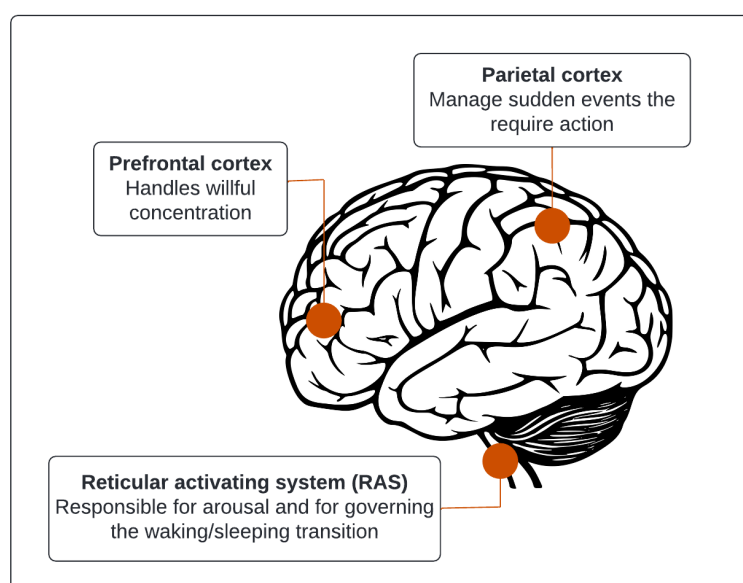 Parietal cortex
Manage sudden events the
require action
Prefrontal cortex
Handles willful
concentration
Reticular activating system (RAS)
Responsible for arousal and for governing
the waking/sleeping transition